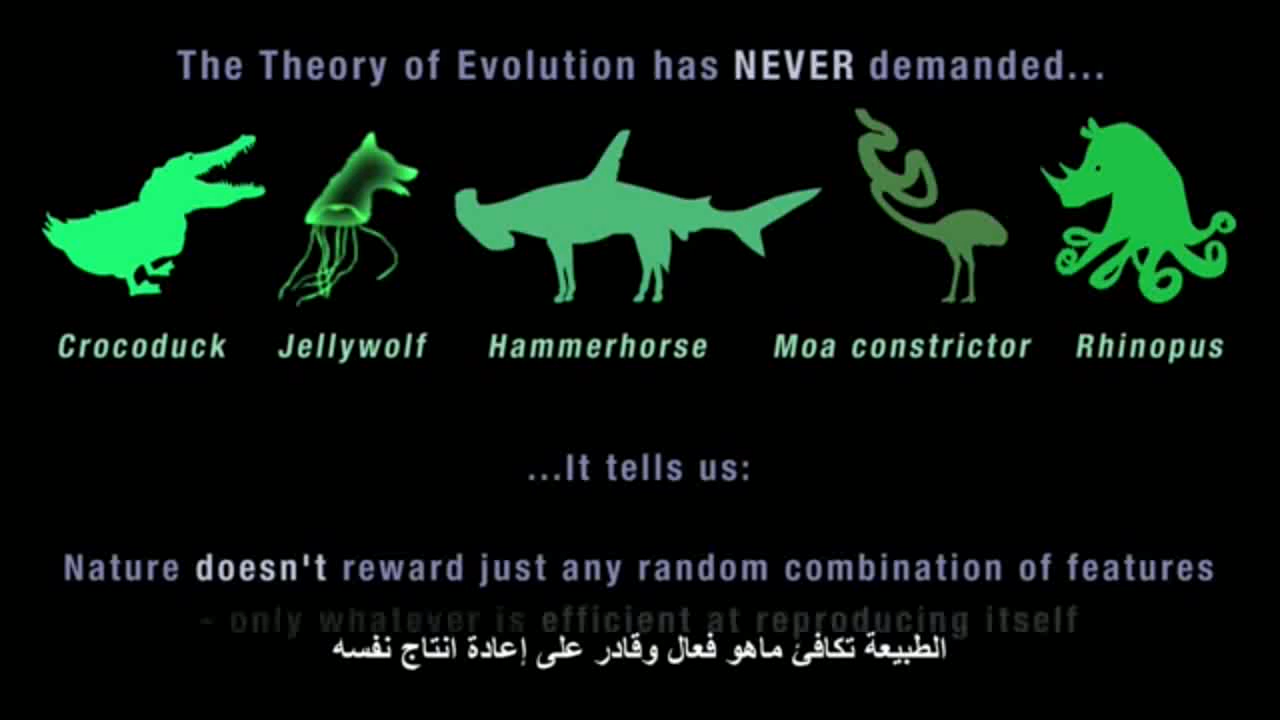 The Theory of Evolution has NEVER demanded...
Crocoduck Jellywolf Hammerhorse Moa constrictor Rhinopus
...It tells us:
Nature doesn't reward just any random combination of features
- only whatever is efficient at reproducing itself
الطبيعة تكافئ ماهو فعال وقادر على إعادة انتاج نفسه